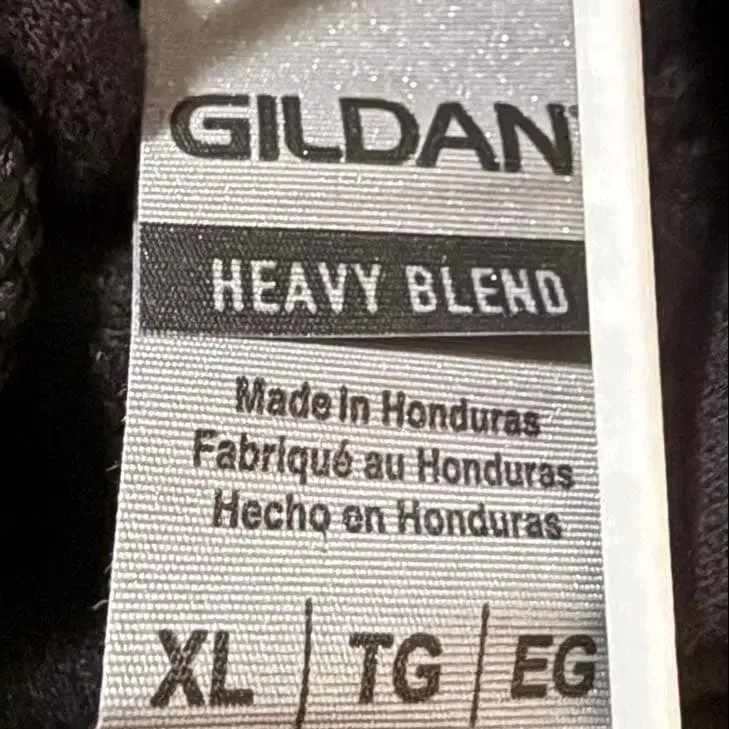 GILDAN
HEAVY BLEND
Made In Honduras
Fabriqué au Honduras
Hecho en Honduras
XL | TG | EG